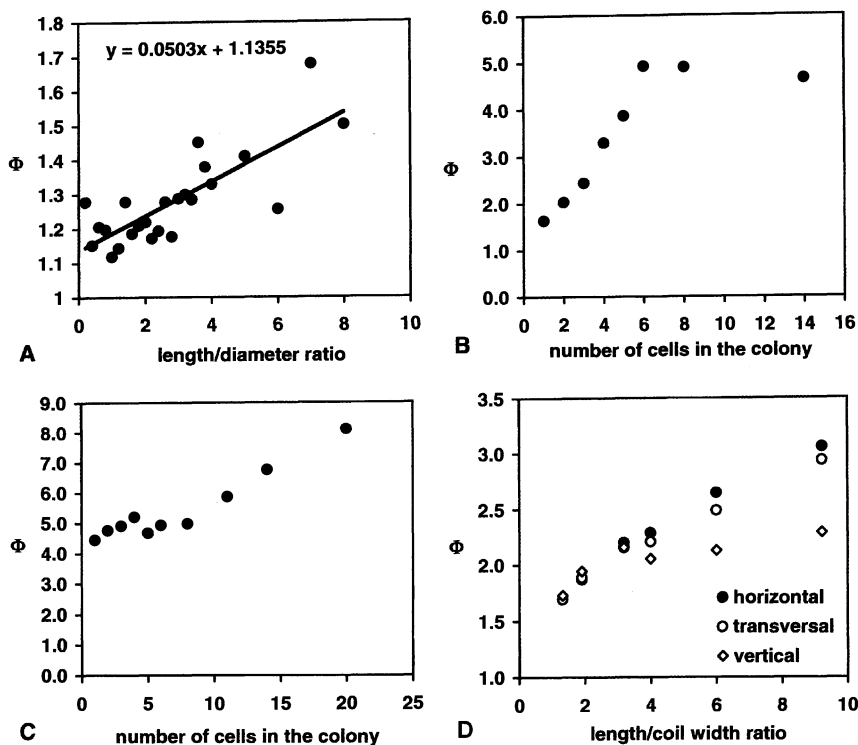 1.8
1.7
1.6
1.5
1.4
1.3
1.2
1.1
1
Φ
y = 0.0503x + 1.1355
0 2 4 6 8 10
A length/diameter ratio
6.0
5.0
4.0
3.0
2.0
1.0
0.0
Φ
0 2 4 6 8 10 12 14 16
B number of cells in the colony
9.0
8.0
7.0
6.0
5.0
4.0
3.0
2.0
1.0
0.0
Φ
0 5 10 15 20 25
C number of cells in the colony
3.5
3.0
2.5
2.0
1.5
1.0
Φ
horizontal
transversal
vertical
0 2 4 6 8 10
D length/coil width ratio